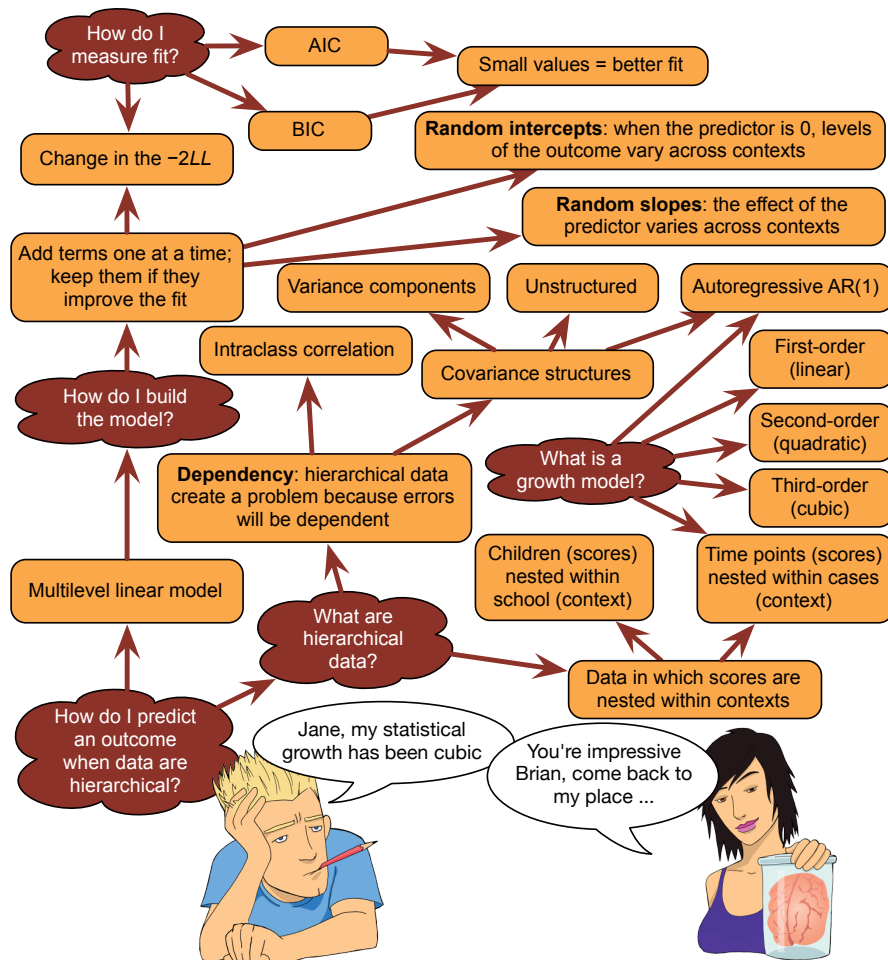 How do I
measure fit?
AIC
Small values = better fit
BIC
Change in the −2LL
Random intercepts: when the predictor is 0, levels
of the outcome vary across contexts
Random slopes: the effect of the
predictor varies across contexts
Add terms one at a time;
keep them if they
improve the fit
Variance components
Unstructured
Autoregressive AR(1)
Intraclass correlation
Covariance structures
First-order
(linear)
How do I build
the model?
Second-order
(quadratic)
What is a
growth model?
Dependency: hierarchical data
create a problem because errors
will be dependent
Third-order
(cubic)
Children (scores)
nested within
school (context)
Time points (scores)
nested within cases
(context)
Multilevel linear model
What are
hierarchical
data?
Data in which scores are
nested within contexts
How do I predict
an outcome
when data are
hierarchical?
Jane, my statistical
growth has been cubic
You're impressive
Brian, come back to
my place ...